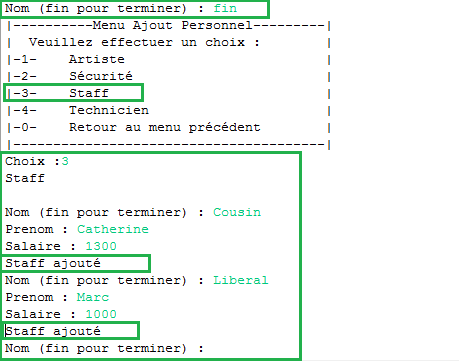 Nom (fin pour terminer) : fin
|----------Menu Ajout Personnel---------|
|  Veuillez effectuer un choix :        |
|-1-    Artiste                         |
|-2-    Sécurité                        |
|-3-    Staff                           |
|-4-    Technicien                      |
|-0-    Retour au menu précédent        |
|---------------------------------------|
Choix :3
Staff
Nom (fin pour terminer) : Cousin
Prenom : Catherine
Salaire : 1300
Staff ajouté
Nom (fin pour terminer) : Liberal
Prenom : Marc
Salaire : 1000
Staff ajouté
Nom (fin pour terminer) :